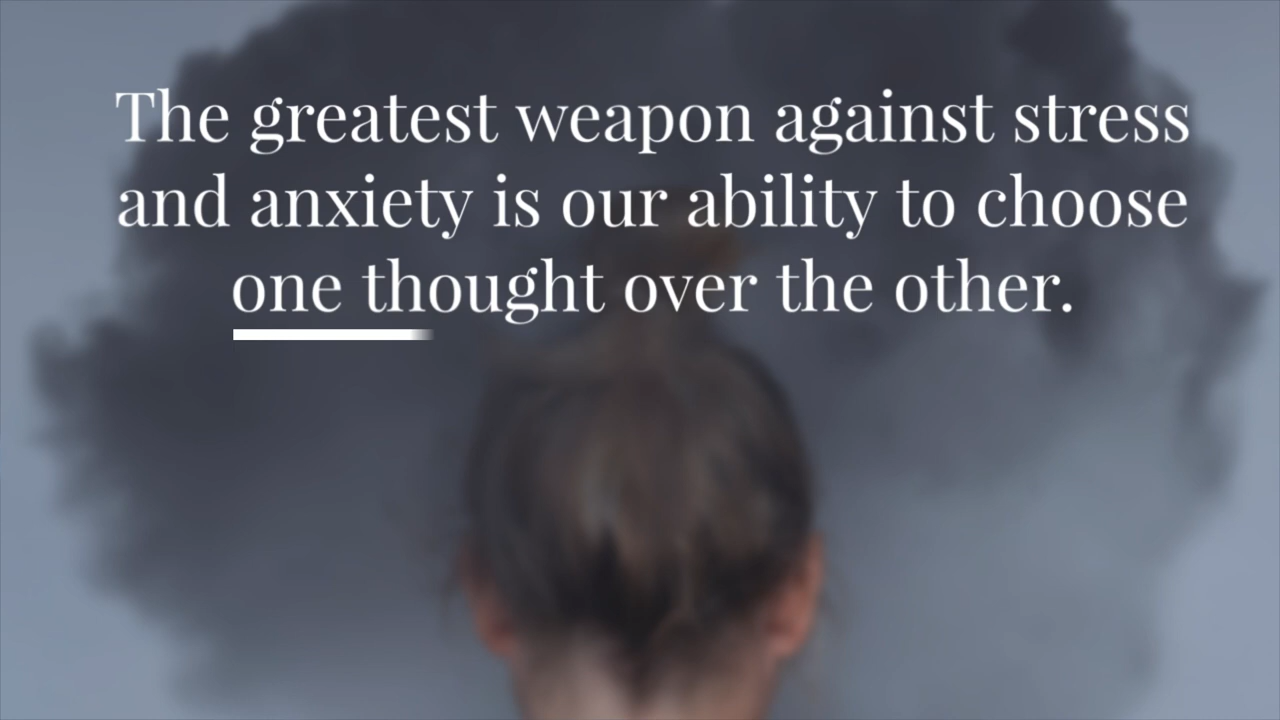 The greatest weapon against stress
and anxiety is our ability to choose
one thought over the other.